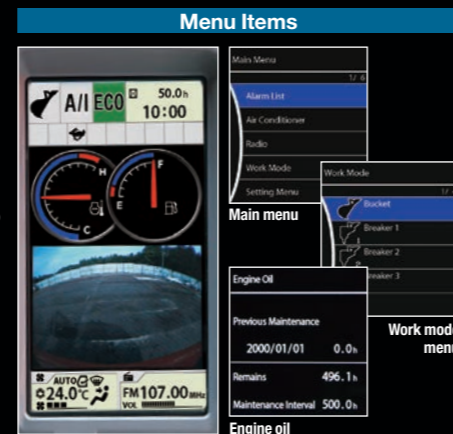 Menu Items
A/I ECO 50.0h
10:00
H
C
F
E
AUTO
24.0°C
FM107.00MHz
VOL
Main Menu
1/ 6
Alarm List
Air Conditioner
Radio
Work Mode
Setting Menu
Main menu
Work Mode
Bucket
Breaker 1
Breaker 2
Work mode
menu
Engine Oil
Previous Maintenance
2000/01/01 0.0h
Remains 496.1h
Maintenance Interval 500.0h
Engine oil